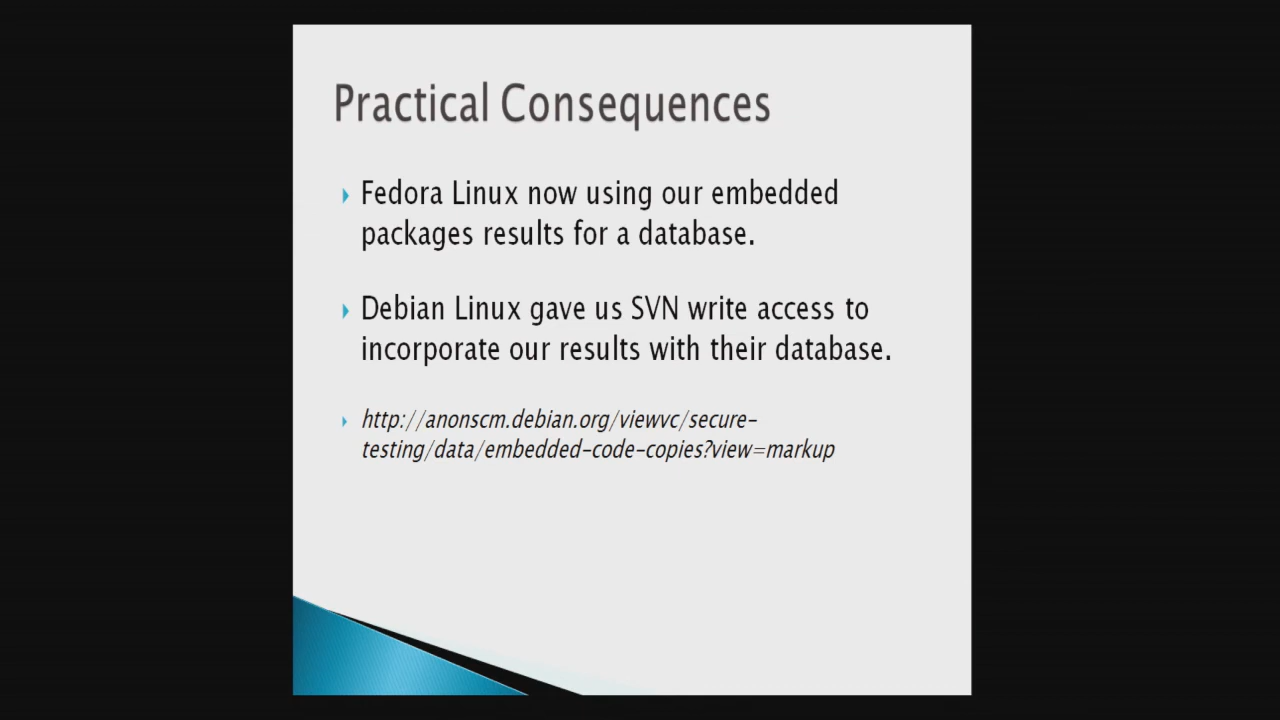 Practical Consequences
Fedora Linux now using our embedded
packages results for a database.
Debian Linux gave us SVN write access to
incorporate our results with their database.
http://anonscm.debian.org/viewvc/secure-
testing/data/embedded-code-copies?view=markup